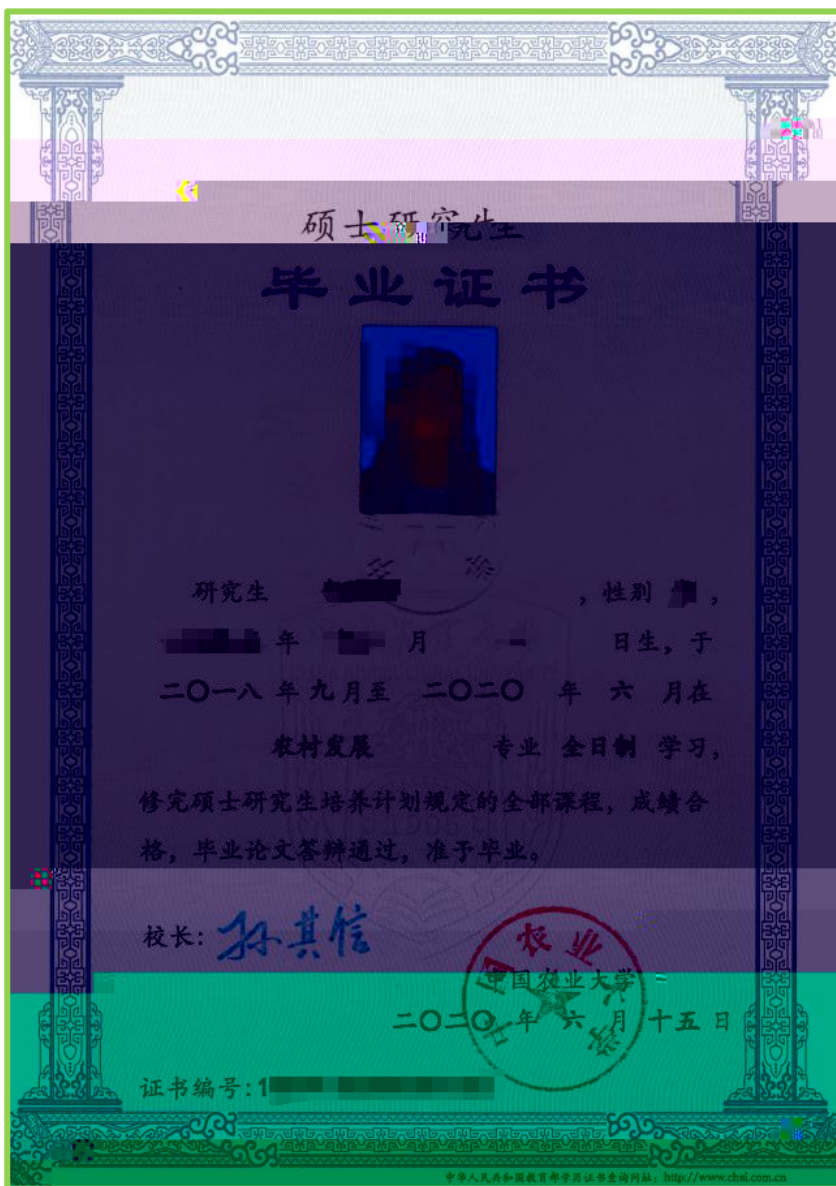 硕士研究生
毕业证书
研究生 ，性别 ，
年 月 日生，于
二〇一八 年 九 月至 二〇二〇 年 六 月在
农村发展 专业 全日制 学习，
修完硕士研究生培养计划规定的全部课程，成绩合
格，毕业论文答辩通过，准予毕业。
校长：孙其信
中国农业大学
中国农业大学
二〇二〇 年 六 月 十五 日
证书编号：1
中华人民共和国教育部学历证书查询网址：http://www.chsi.com.cn